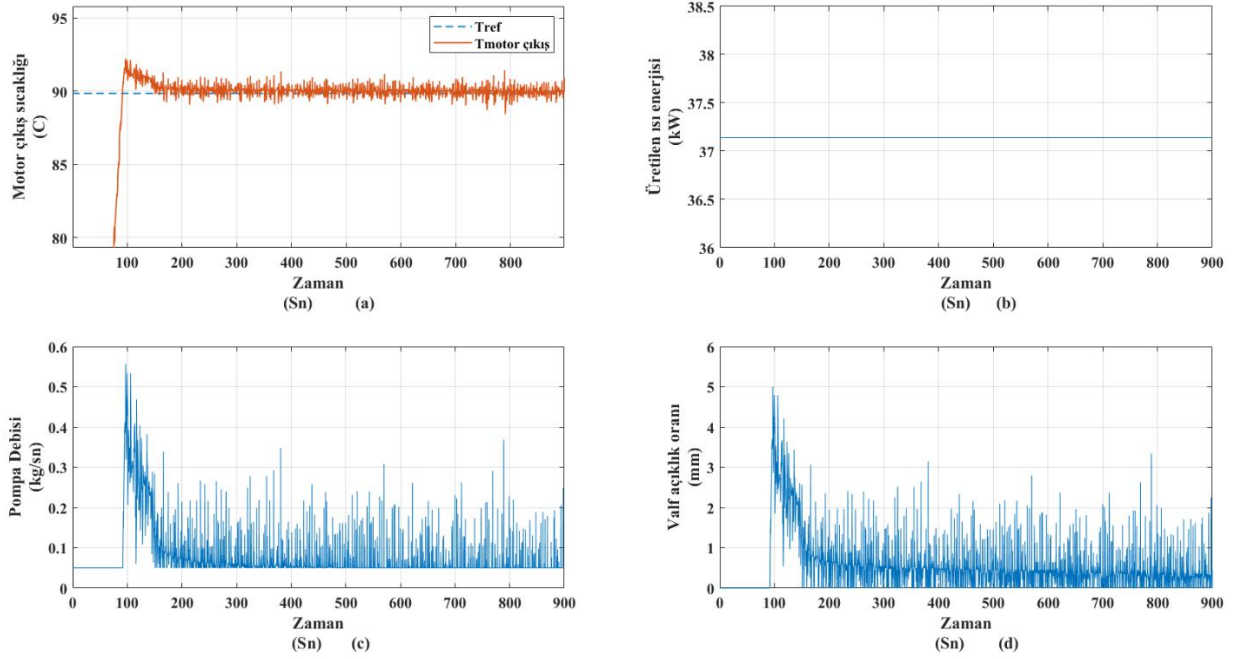 95
90
85
80
Motor çıkış sıcaklığı
(C)
Tref
Tmotor çıkış
100 200 300 400 500 600 700 800
Zaman
(Sn) (a)
38.5
38
37.5
37
36.5
36
Üretilen ısı enerjisi
(kW)
0 100 200 300 400 500 600 700 800 900
Zaman
(Sn) (b)
0.6
0.5
0.4
0.3
0.2
0.1
0
Pompa Debisi
(kg/sn)
0 100 200 300 400 500 600 700 800 900
Zaman
(Sn) (c)
6
5
4
3
2
1
0
Valf açıklık oranı
(mm)
0 100 200 300 400 500 600 700 800 900
Zaman
(Sn) (d)